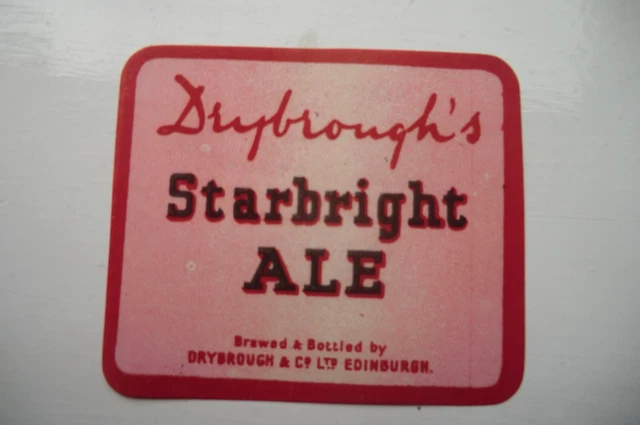 Drybrough's
Starbright
ALE
Brewed & Bottled by
DRYBROUGH & Cº LTD EDINBURGH.